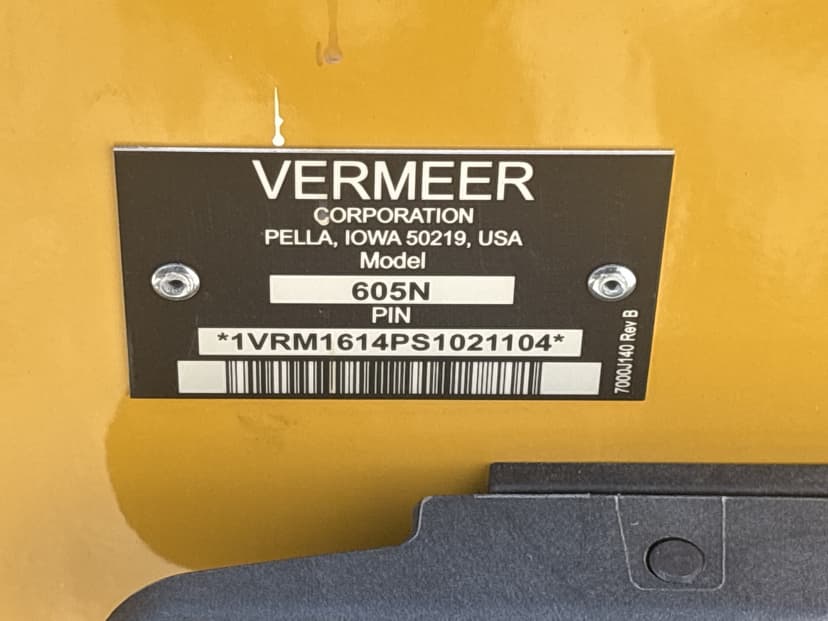 VERMEER
CORPORATION
PELLA, IOWA 50219, USA
Model
605N
PIN
*1VRM1614PS1021104*
7000J140 Rev B